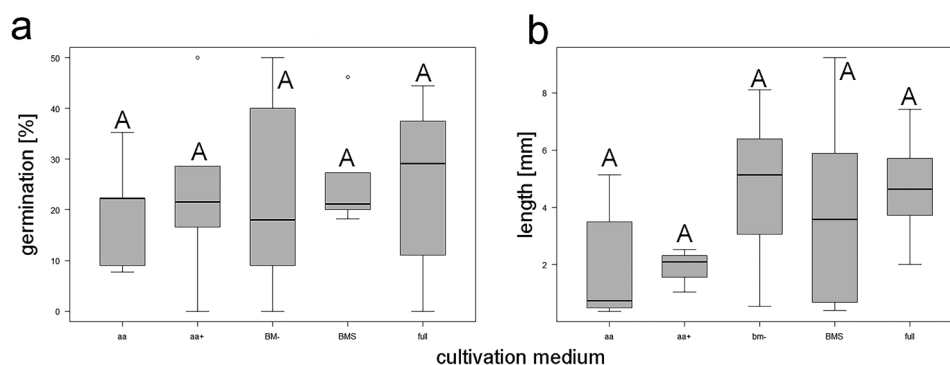 a
b
50
40
30
20
10
0
germination [%]
A
A
A
A
A
aa
aa+
BM-
BMS
full
8
6
4
2
length [mm]
A
A
A
A
A
aa
aa+
bm-
BMS
full
cultivation medium